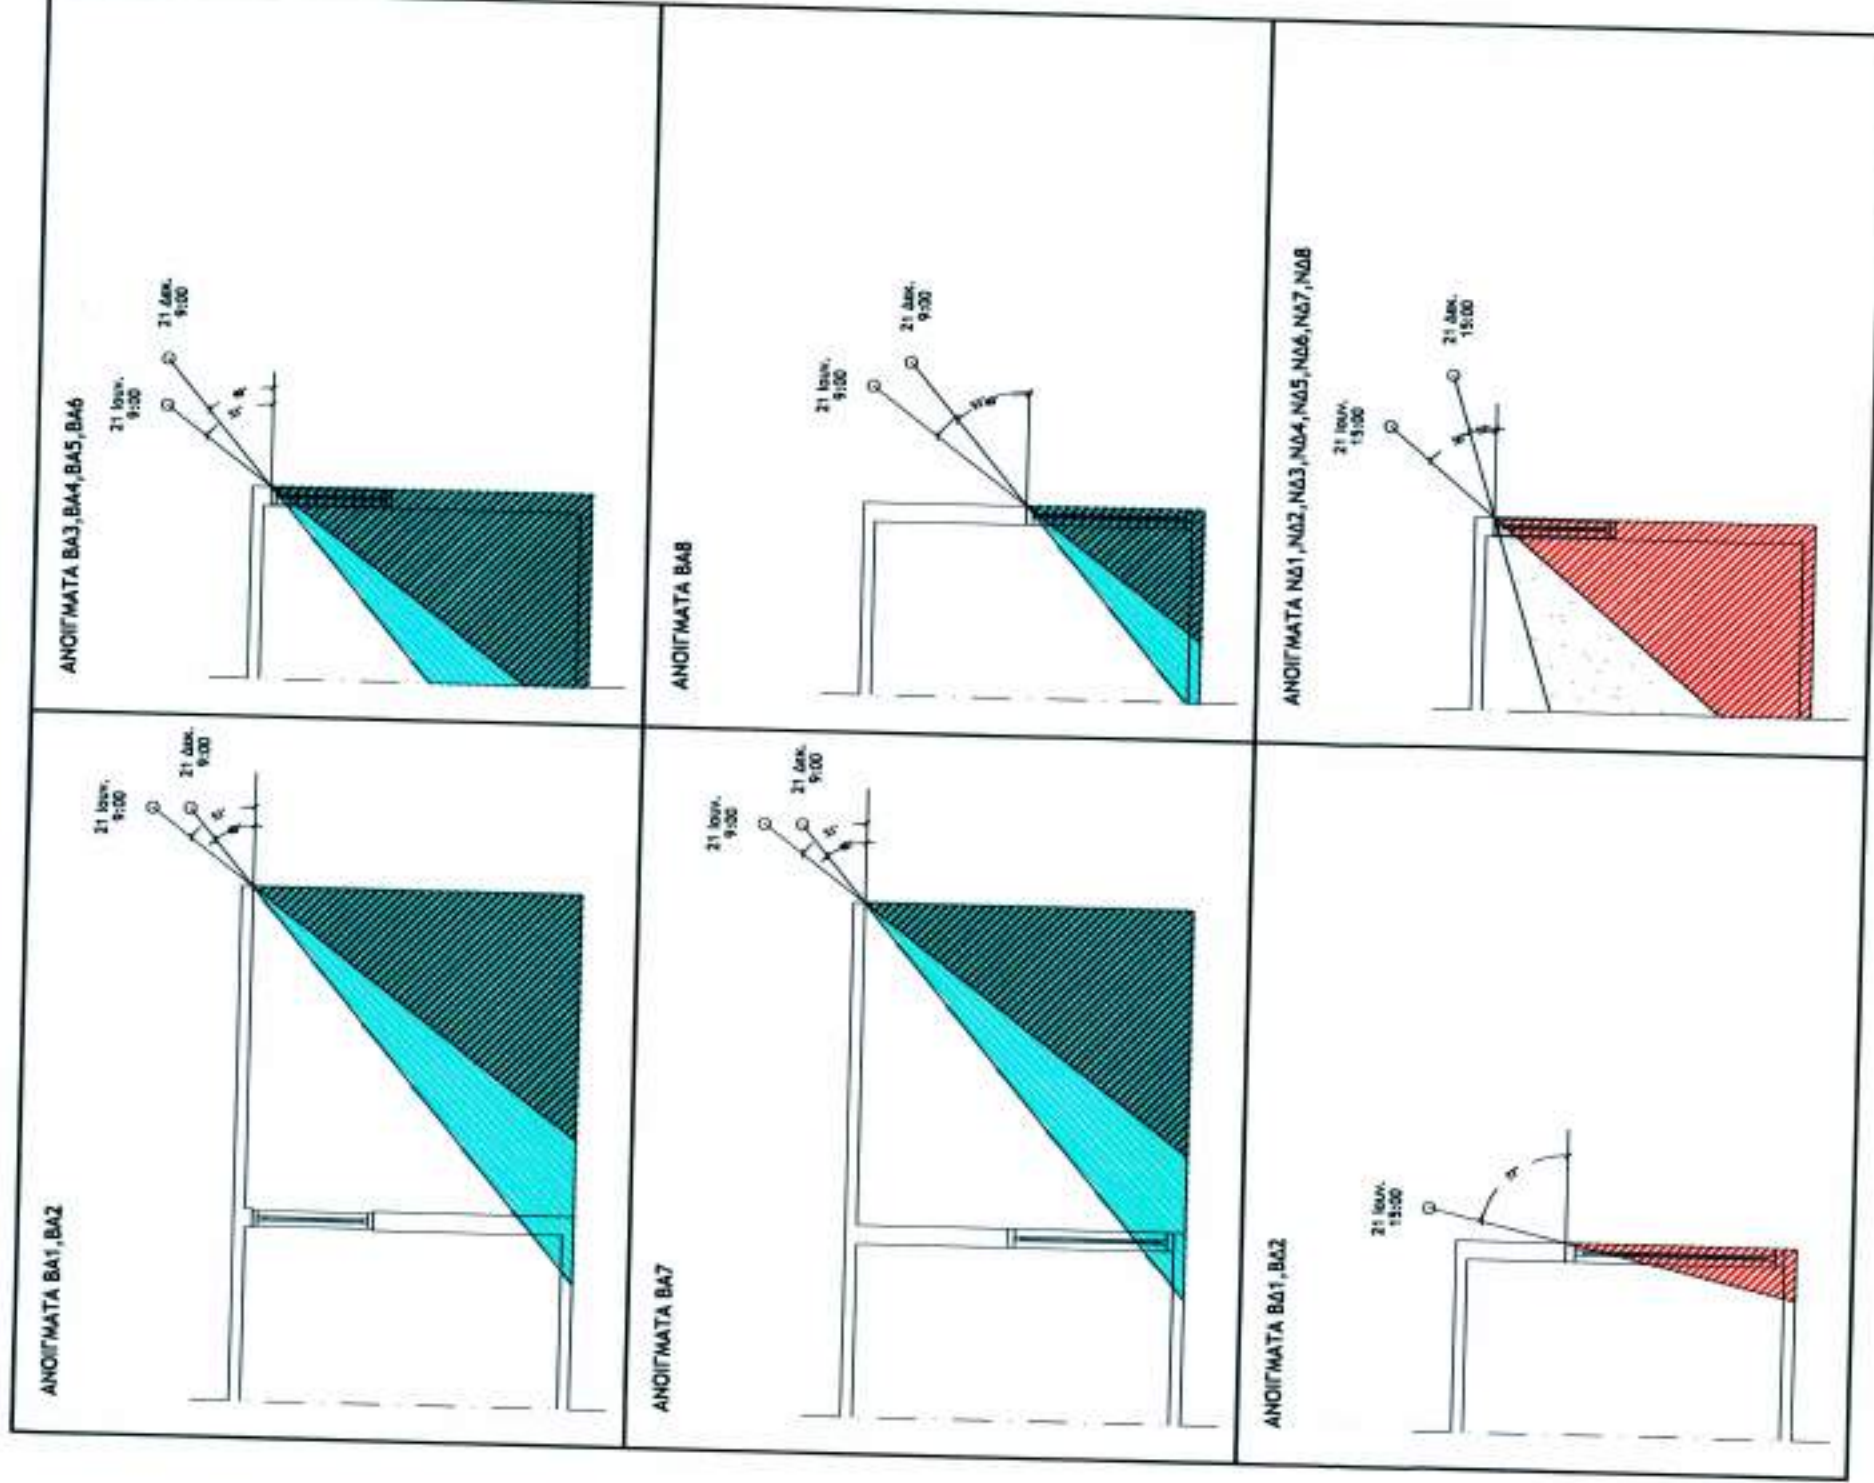 ΑΝΟΙΓΜΑΤΑ ΒΑ1,ΒΑ2
21 Ιουν.
9:00
21 Δεκ.
9:00
ΑΝΟΙΓΜΑΤΑ ΒΑ3,ΒΑ4,ΒΑ5,ΒΑ6
21 Ιουν.
9:00
21 Δεκ.
9:00
ΑΝΟΙΓΜΑΤΑ ΒΑ7
21 Ιουν.
9:00
21 Δεκ.
9:00
ΑΝΟΙΓΜΑΤΑ ΒΑ8
21 Ιουν.
9:00
21 Δεκ.
9:00
ΑΝΟΙΓΜΑΤΑ ΒΔ1,ΒΔ2
21 Ιουν.
15:00
ΑΝΟΙΓΜΑΤΑ ΝΔ1,ΝΔ2,ΝΔ3,ΝΔ4,ΝΔ5,ΝΔ6,ΝΔ7,ΝΔ8
21 Ιουν.
15:00
21 Δεκ.
15:00